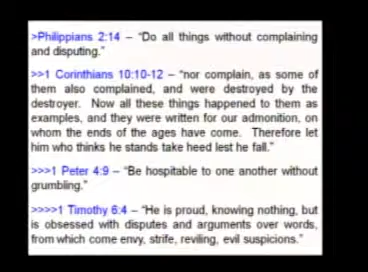 >Philippians 2:14 – "Do all things without complaining
and disputing."
>>1 Corinthians 10:10-12 – "nor complain, as some of
them also complained, and were destroyed by the
destroyer. Now all these things happened to them as
examples, and they were written for our admonition, on
whom the ends of the ages have come. Therefore let
him who thinks he stands take heed lest he fall."
>>>1 Peter 4:9 – "Be hospitable to one another without
grumbling."
>>>>1 Timothy 6:4 – "He is proud, knowing nothing, but
is obsessed with disputes and arguments over words,
from which come envy, strife, reviling, evil suspicions."